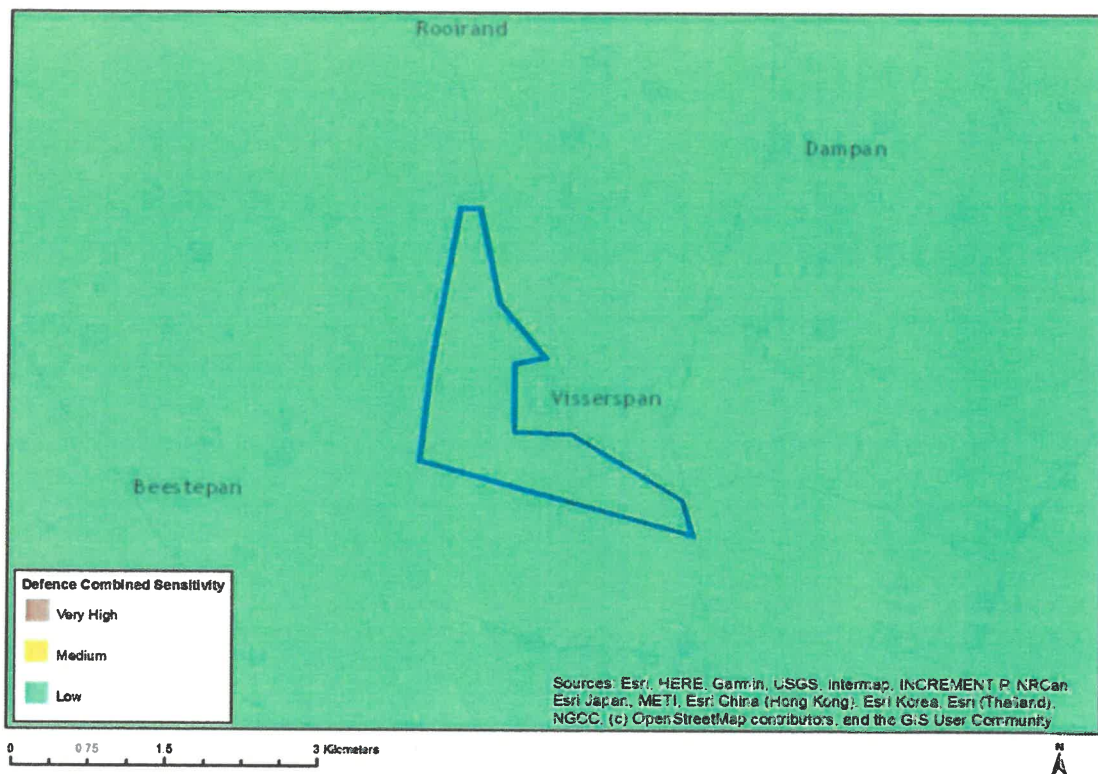 Rooirand
Dampan
Visserspan
Beestepan
Defence Combined Sensitivity
Very High
Medium
Low
Sources: Esri, HERE, Garmin, USGS, Intermap, INCREMENT P, NRCan,
Esri Japan, METI, Esri China (Hong Kong), Esri Korea, Esri (Thailand),
NGCC, (c) OpenStreetMap contributors, and the GIS User Community
0 0.75 1.5 3 Kilometers
N